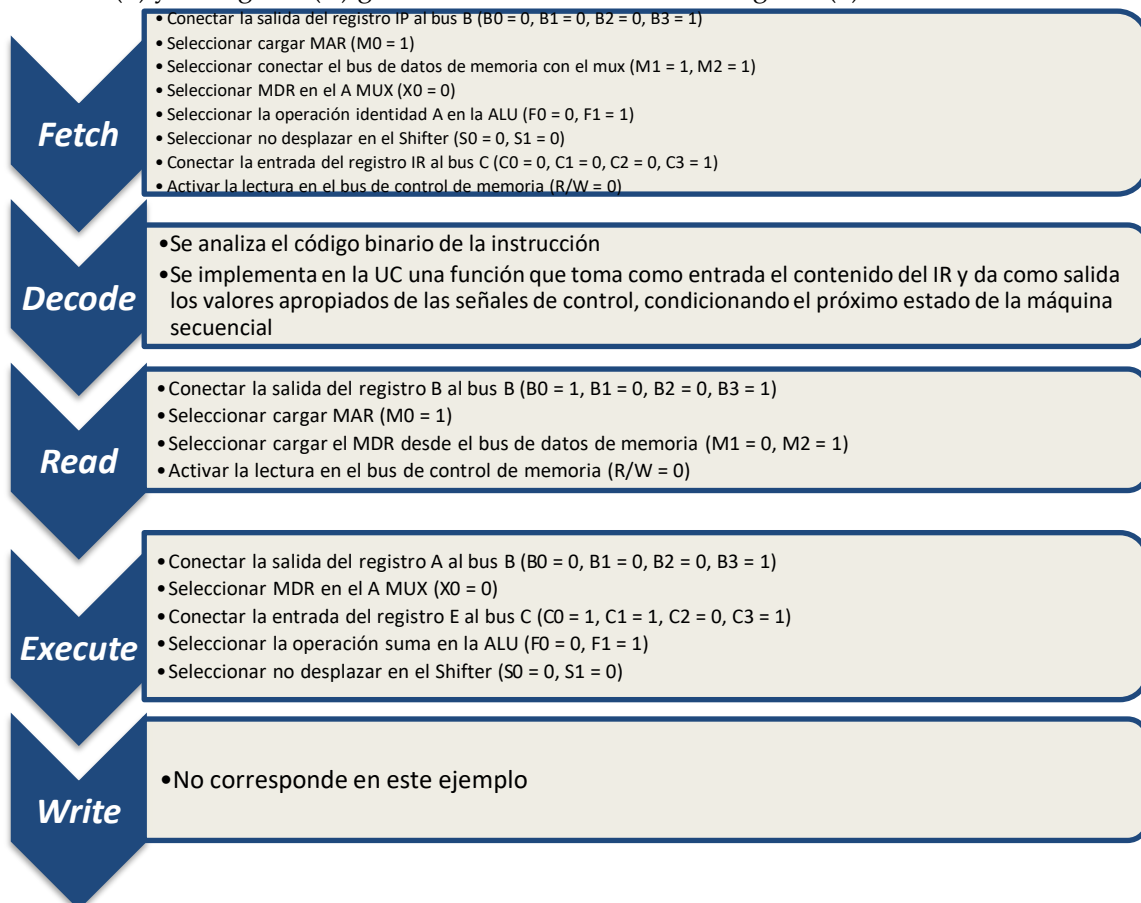 • Conectar la salida del registro IP al bus B (B0 = 0, B1 = 0, B2 = 0, B3 = 1)
• Seleccionar cargar MAR (M0 = 1)
• Seleccionar conectar el bus de datos de memoria con el mux (M1 = 1, M2 = 1)
• Seleccionar MDR en el A MUX (X0 = 0)
• Seleccionar la operación identidad A en la ALU (F0 = 0, F1 = 1)
• Seleccionar no desplazar en el Shifter (S0 = 0, S1 = 0)
• Conectar la entrada del registro IR al bus C (C0 = 0, C1 = 0, C2 = 0, C3 = 1)
• Activar la lectura en el bus de control de memoria (R/W = 0)
Fetch
• Se analiza el código binario de la instrucción
• Se implementa en la UC una función que toma como entrada el contenido del IR y da como salida
los valores apropiados de las señales de control, condicionando el próximo estado de la máquina
secuencial
Decode
• Conectar la salida del registro B al bus B (B0 = 1, B1 = 0, B2 = 0, B3 = 1)
• Seleccionar cargar MAR (M0 = 1)
• Seleccionar cargar el MDR desde el bus de datos de memoria (M1 = 0, M2 = 1)
• Activar la lectura en el bus de control de memoria (R/W = 0)
Read
• Conectar la salida del registro A al bus B (B0 = 0, B1 = 0, B2 = 0, B3 = 1)
• Seleccionar MDR en el A MUX (X0 = 0)
• Conectar la entrada del registro E al bus C (C0 = 1, C1 = 1, C2 = 0, C3 = 1)
• Seleccionar la operación suma en la ALU (F0 = 0, F1 = 1)
• Seleccionar no desplazar en el Shifter (S0 = 0, S1 = 0)
Execute
• No corresponde en este ejemplo
Write